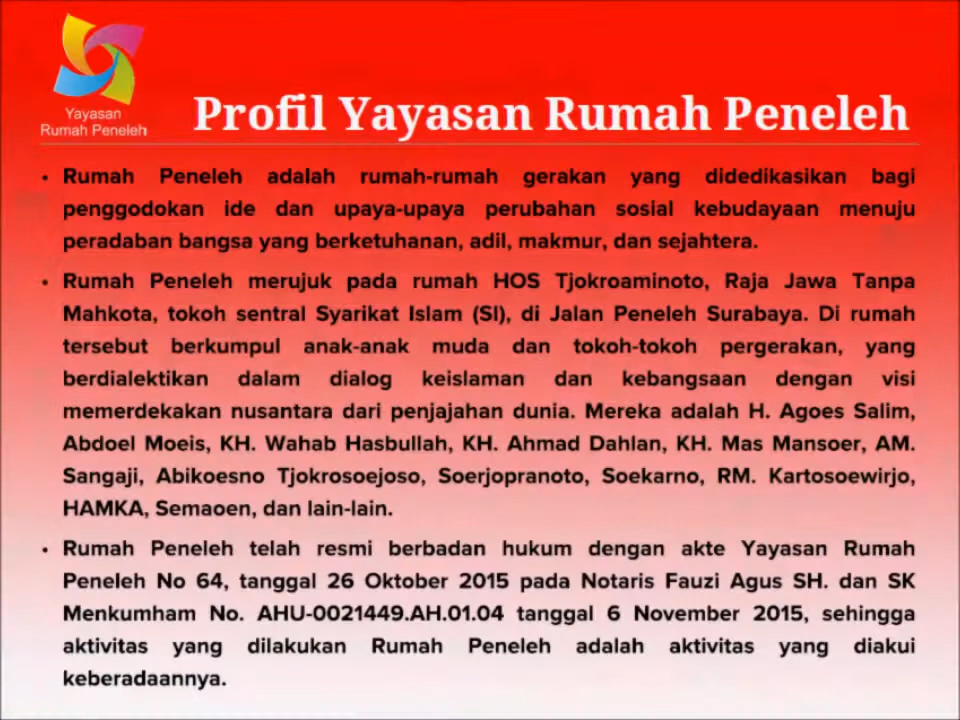 Yayasan
Rumah Peneleh
Profil Yayasan Rumah Peneleh
• Rumah Peneleh adalah rumah-rumah gerakan yang didedikasikan bagi
penggodokan ide dan upaya-upaya perubahan sosial kebudayaan menuju
peradaban bangsa yang berketuhanan, adil, makmur, dan sejahtera.
• Rumah Peneleh merujuk pada rumah HOS Tjokroaminoto, Raja Jawa Tanpa
Mahkota, tokoh sentral Syarikat Islam (SI), di Jalan Peneleh Surabaya. Di rumah
tersebut berkumpul anak-anak muda dan tokoh-tokoh pergerakan, yang
berdialektikan dalam dialog keislaman dan kebangsaan dengan visi
memerdekakan nusantara dari penjajahan dunia. Mereka adalah H. Agoes Salim,
Abdoel Moeis, KH. Wahab Hasbullah, KH. Ahmad Dahlan, KH. Mas Mansoer, AM.
Sangaji, Abikoesno Tjokrosoejoso, Soerjopranoto, Soekarno, RM. Kartosoewirjo,
HAMKA, Semaoen, dan lain-lain.
• Rumah Peneleh telah resmi berbadan hukum dengan akte Yayasan Rumah
Peneleh No 64, tanggal 26 Oktober 2015 pada Notaris Fauzi Agus SH. dan SK
Menkumham No. AHU-0021449.AH.01.04 tanggal 6 November 2015, sehingga
aktivitas yang dilakukan Rumah Peneleh adalah aktivitas yang diakui
keberadaannya.